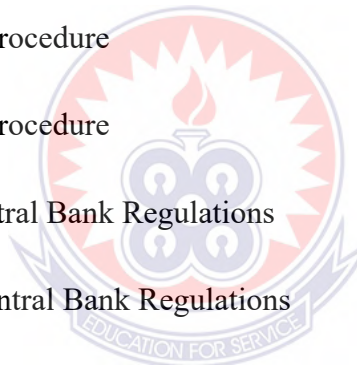 rocedure
rocedure
tral Bank Regulations
ntral Bank Regulations
EDUCATION FOR SERVICE